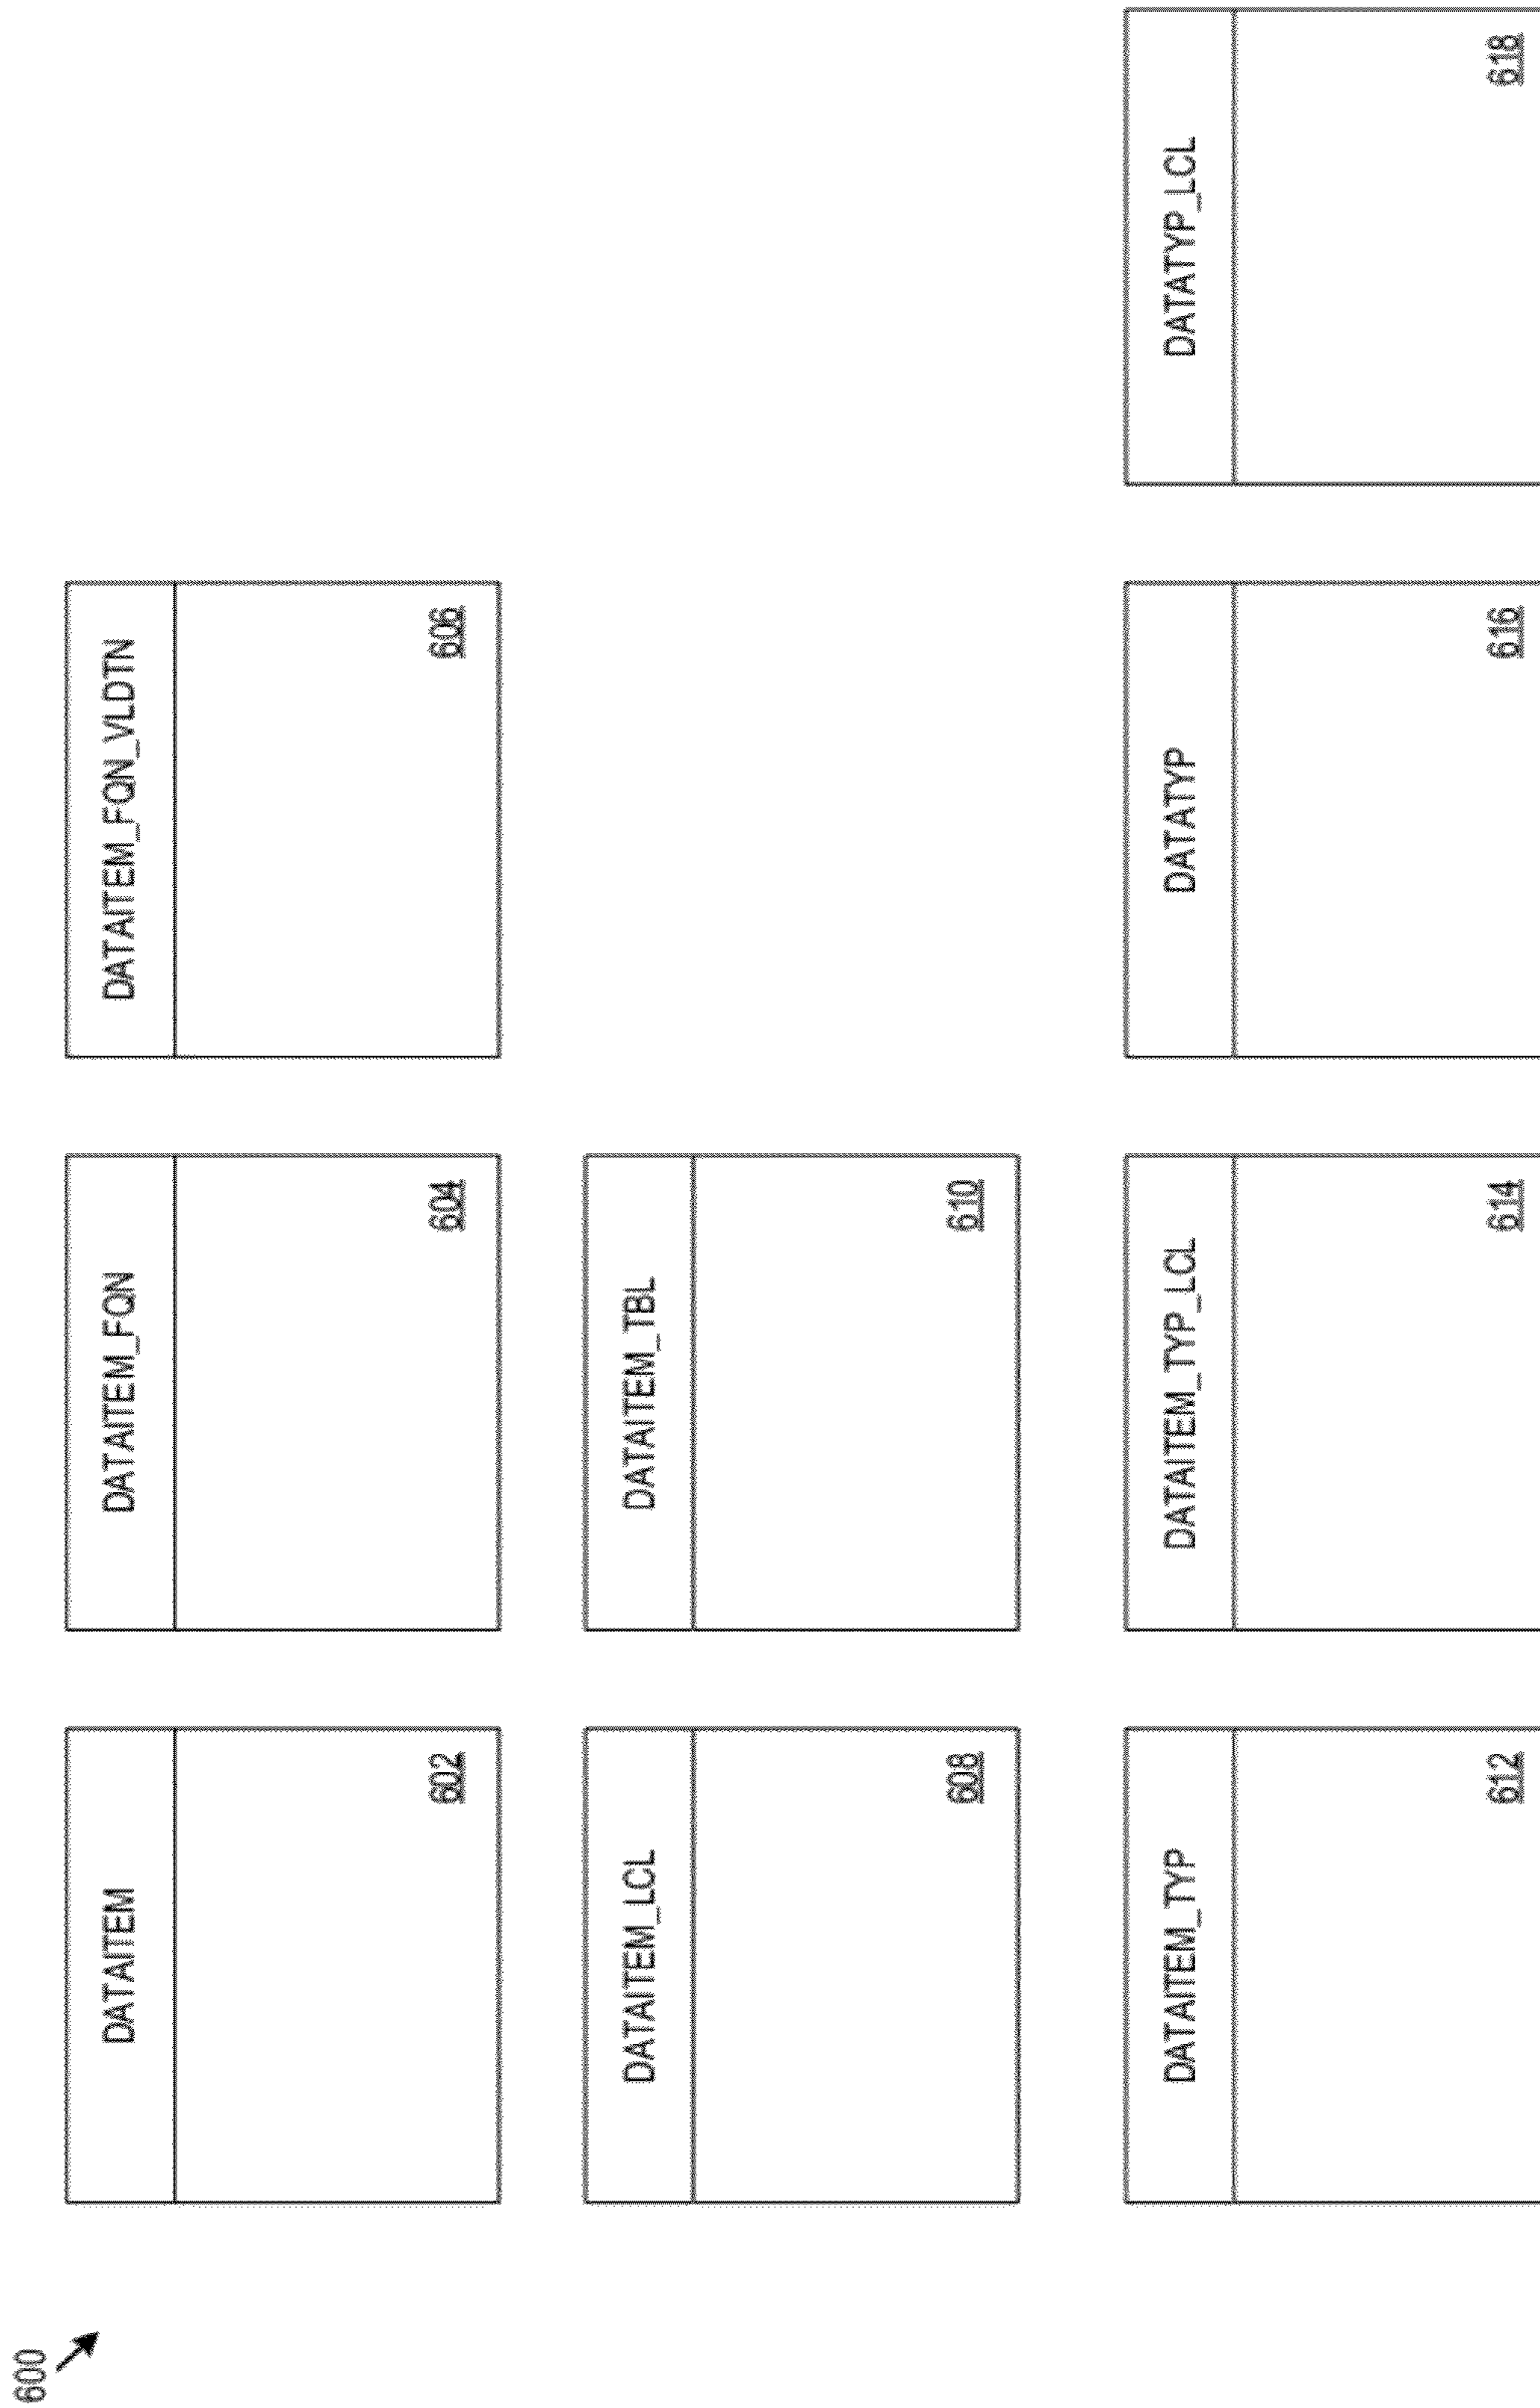 600
DATAITEM
602
DATAITEM_FQN
604
DATAITEM_FQN_VLDTN
606
DATAITEM_LCL
608
DATAITEM_TBL
610
DATAITEM_TYP
612
DATAITEM_TYP_LCL
614
DATATYP
616
DATATYP_LCL
618